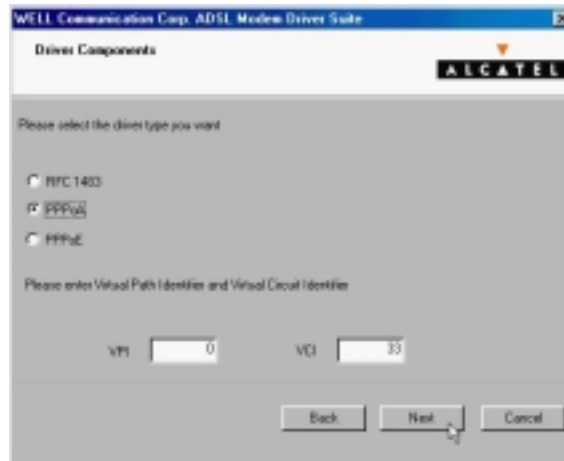 WELL Communication Corp. ADSL Modem Driver Suite
Driver Components
ALCATEL
Please select the driver type you want
RFC 1483
PPPoA
PPPoE
Please enter Virtual Path Identifier and Virtual Circuit Identifier
VPI 0 VCI 33
Back Next Cancel